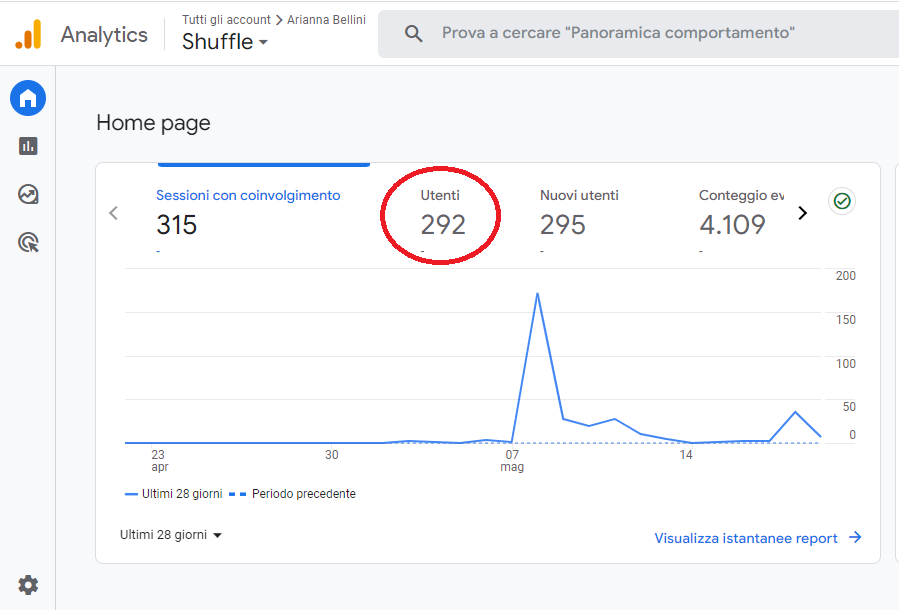 Analytics
Tutti gli account > Arianna Bellini
Shuffle
Prova a cercare "Panoramica comportamento"
Home page
Sessioni con coinvolgimento
315
-
Utenti
292
-
Nuovi utenti
295
-
Conteggio ev
4.109
-
200
150
100
50
0
23
apr
30
07
mag
14
Ultimi 28 giorni
Periodo precedente
Ultimi 28 giorni
Visualizza istantanee report